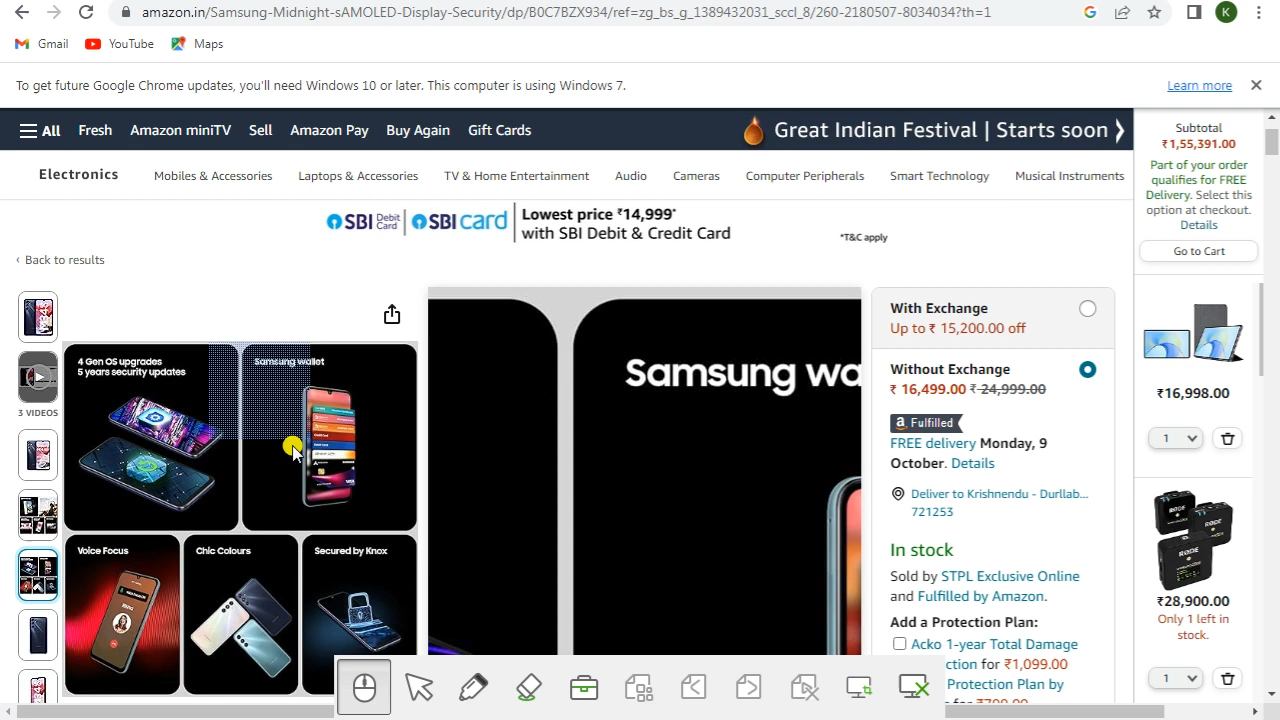 amazon.in/Samsung-Midnight-sAMOLED-Display-Security/dp/B0C7BZX934/ref=zg_bs_g_1389432031_sccl_8/260-2180507-8034034?th=1
K
Gmail YouTube Maps
To get future Google Chrome updates, you'll need Windows 10 or later. This computer is using Windows 7.
Learn more
All Fresh Amazon miniTV Sell Amazon Pay Buy Again Gift Cards
Great Indian Festival | Starts soon
Electronics Mobiles & Accessories Laptops & Accessories TV & Home Entertainment Audio Cameras Computer Peripherals Smart Technology Musical Instruments
SBI Debit Card SBI card
Lowest price ₹14,999*
with SBI Debit & Credit Card
*T&C apply
‹ Back to results
3 VIDEOS
4 Gen OS upgrades
5 years security updates
Samsung wallet
Voice Focus
Chic Colours
Secured by Knox
Samsung wa
With Exchange
Up to ₹ 15,200.00 off
Without Exchange
₹ 16,499.00 ₹ 24,999.00
a Fulfilled
FREE delivery Monday, 9
October. Details
Deliver to Krishnendu - Durllab...
721253
In stock
Sold by STPL Exclusive Online
and Fulfilled by Amazon.
Add a Protection Plan:
Acko 1-year Total Damage
ction for ₹1,099.00
Protection Plan by
Subtotal
₹1,55,391.00
Part of your order
qualifies for FREE
Delivery. Select this
option at checkout.
Details
Go to Cart
₹16,998.00
1
RØDE
RØDE
RØDE
₹28,900.00
Only 1 left in
stock.
1